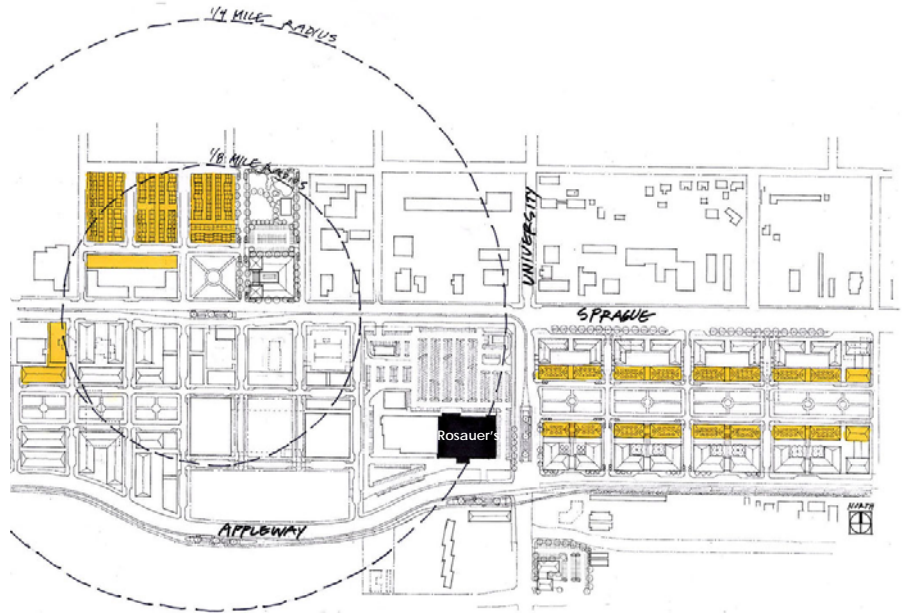 1/4 MILE RADIUS
1/8 MILE RADIUS
UNIVERSITY
SPRAGUE
Rosauer's
APPLEWAY
NORTH